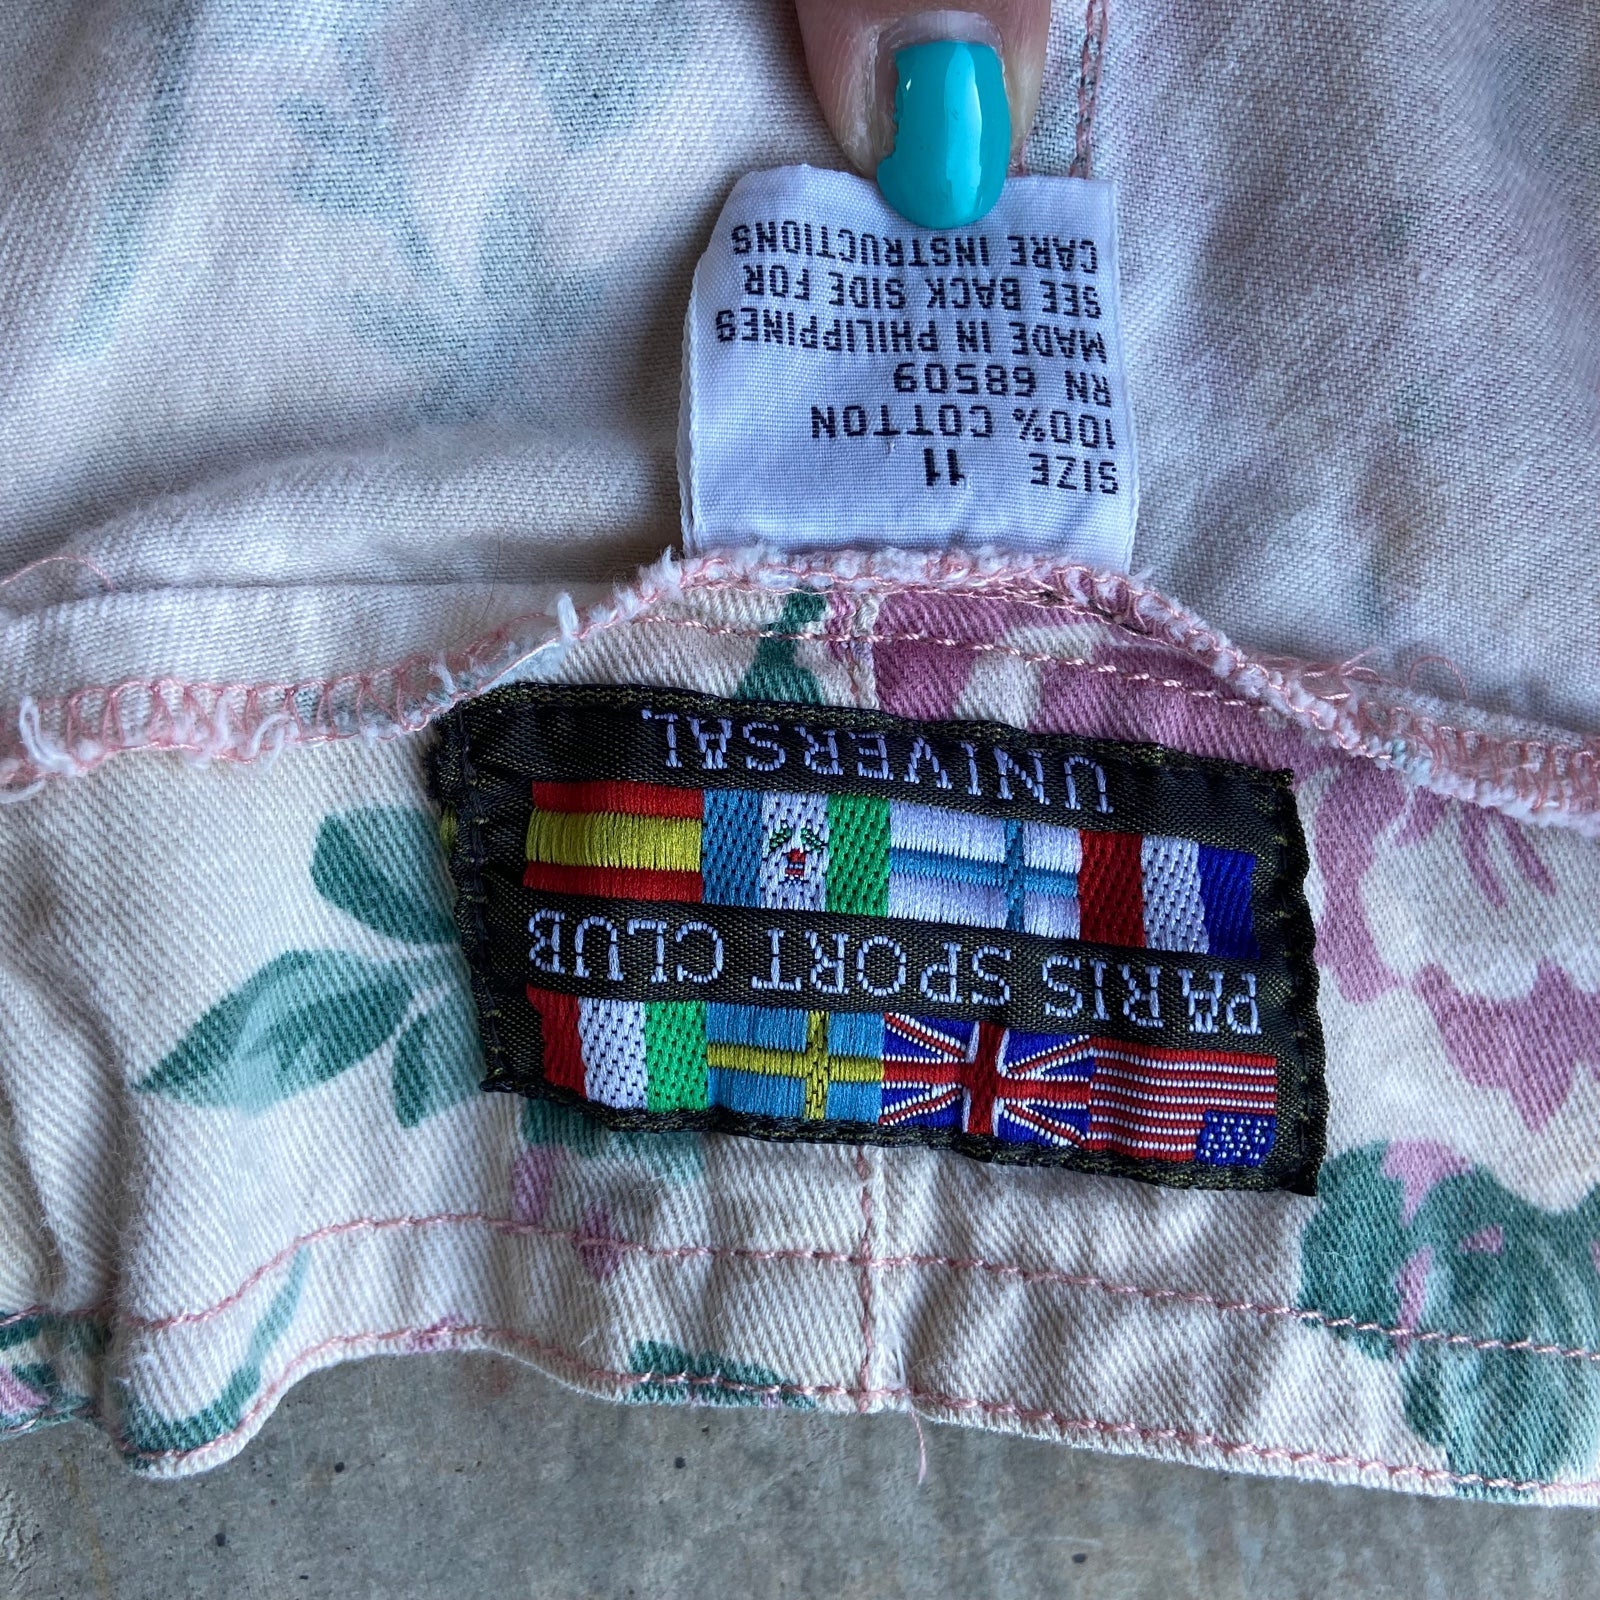 SIZE 11
100% COTTON
RN 68509
MADE IN PHILIPPINES
SEE BACK SIDE FOR
CARE INSTRUCTIONS
PARIS SPORT CLUB
UNIVERSAL